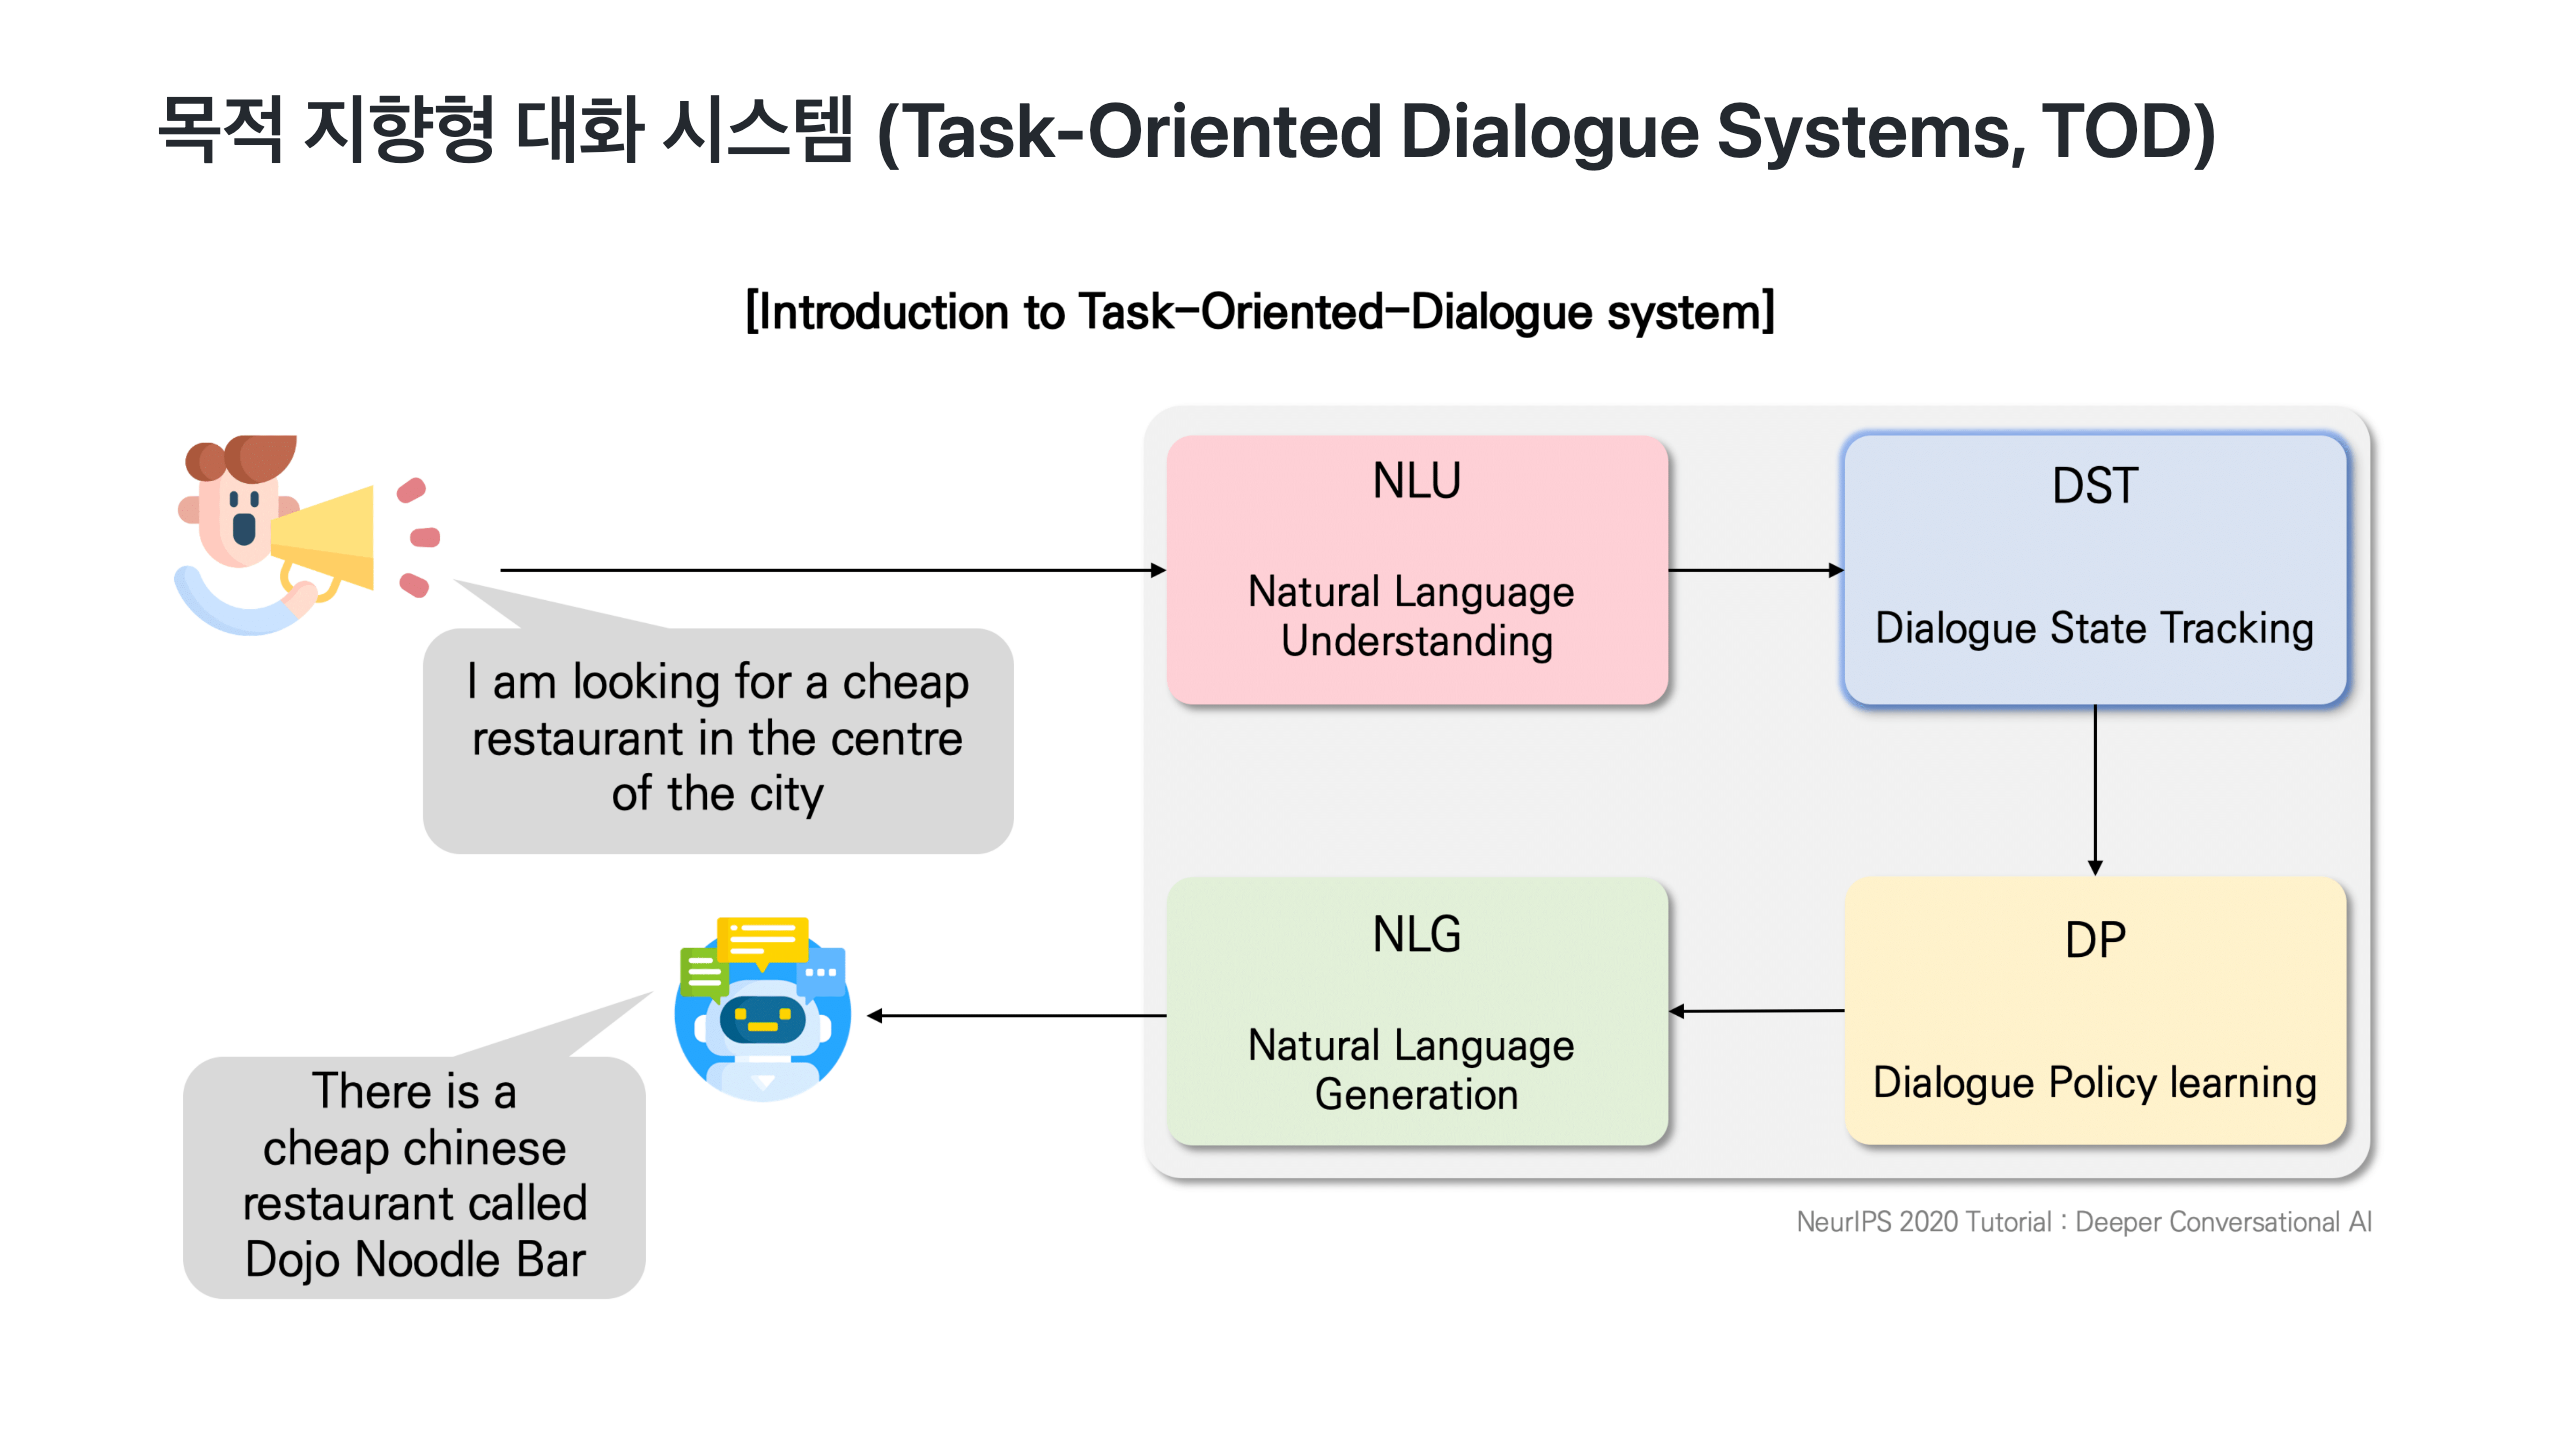 목적 지향형 대화 시스템 (Task-Oriented Dialogue Systems, TOD)
[Introduction to Task-Oriented-Dialogue system]
I am looking for a cheap
restaurant in the centre
of the city
NLU
Natural Language
Understanding
DST
Dialogue State Tracking
DP
Dialogue Policy learning
NLG
Natural Language
Generation
There is a
cheap chinese
restaurant called
Dojo Noodle Bar
NeurIPS 2020 Tutorial : Deeper Conversational AI